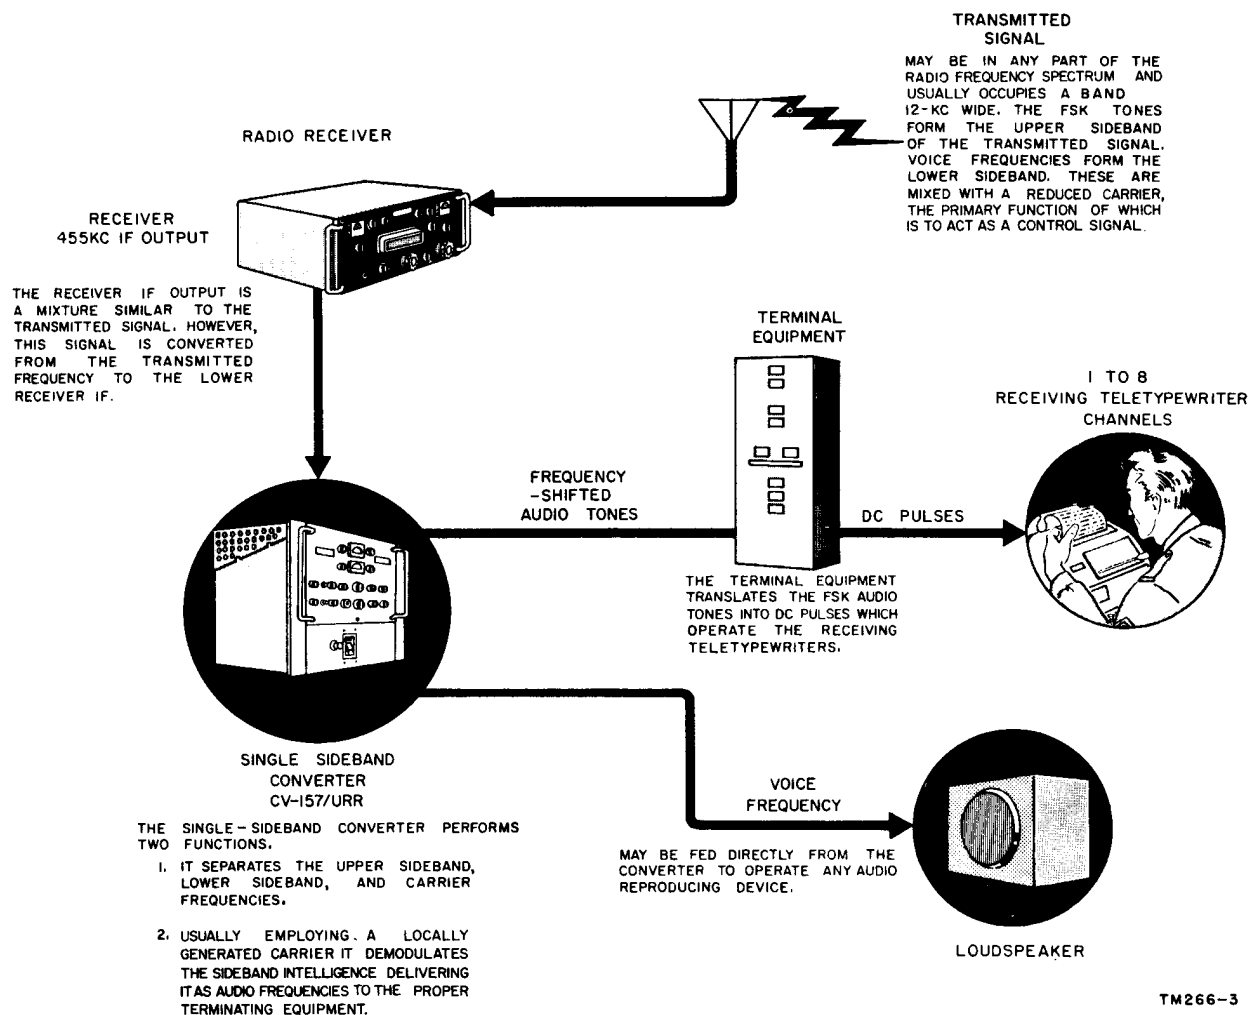 TRANSMITTED
SIGNAL
MAY BE IN ANY PART OF THE
RADIO FREQUENCY SPECTRUM AND
USUALLY OCCUPIES A BAND
12-KC WIDE. THE FSK TONES
FORM THE UPPER SIDEBAND
OF THE TRANSMITTED SIGNAL.
VOICE FREQUENCIES FORM THE
LOWER SIDEBAND. THESE ARE
MIXED WITH A REDUCED CARRIER,
THE PRIMARY FUNCTION OF WHICH
IS TO ACT AS A CONTROL SIGNAL.
RADIO RECEIVER
RECEIVER
455KC IF OUTPUT
THE RECEIVER IF OUTPUT IS
A MIXTURE SIMILAR TO THE
TRANSMITTED SIGNAL. HOWEVER,
THIS SIGNAL IS CONVERTED
FROM THE TRANSMITTED
FREQUENCY TO THE LOWER
RECEIVER IF.
TERMINAL
EQUIPMENT
1 TO 8
RECEIVING TELETYPEWRITER
CHANNELS
FREQUENCY
-SHIFTED
AUDIO TONES
DC PULSES
THE TERMINAL EQUIPMENT
TRANSLATES THE FSK AUDIO
TONES INTO DC PULSES WHICH
OPERATE THE RECEIVING
TELETYPEWRITERS.
SINGLE SIDEBAND
CONVERTER
CV-157/URR
THE SINGLE-SIDEBAND CONVERTER PERFORMS
TWO FUNCTIONS.
1. IT SEPARATES THE UPPER SIDEBAND,
LOWER SIDEBAND, AND CARRIER
FREQUENCIES.
2. USUALLY EMPLOYING A LOCALLY
GENERATED CARRIER IT DEMODULATES
THE SIDEBAND INTELLIGENCE DELIVERING
IT AS AUDIO FREQUENCIES TO THE PROPER
TERMINATING EQUIPMENT.
VOICE
FREQUENCY
MAY BE FED DIRECTLY FROM THE
CONVERTER TO OPERATE ANY AUDIO
REPRODUCING DEVICE.
LOUDSPEAKER
TM266-3